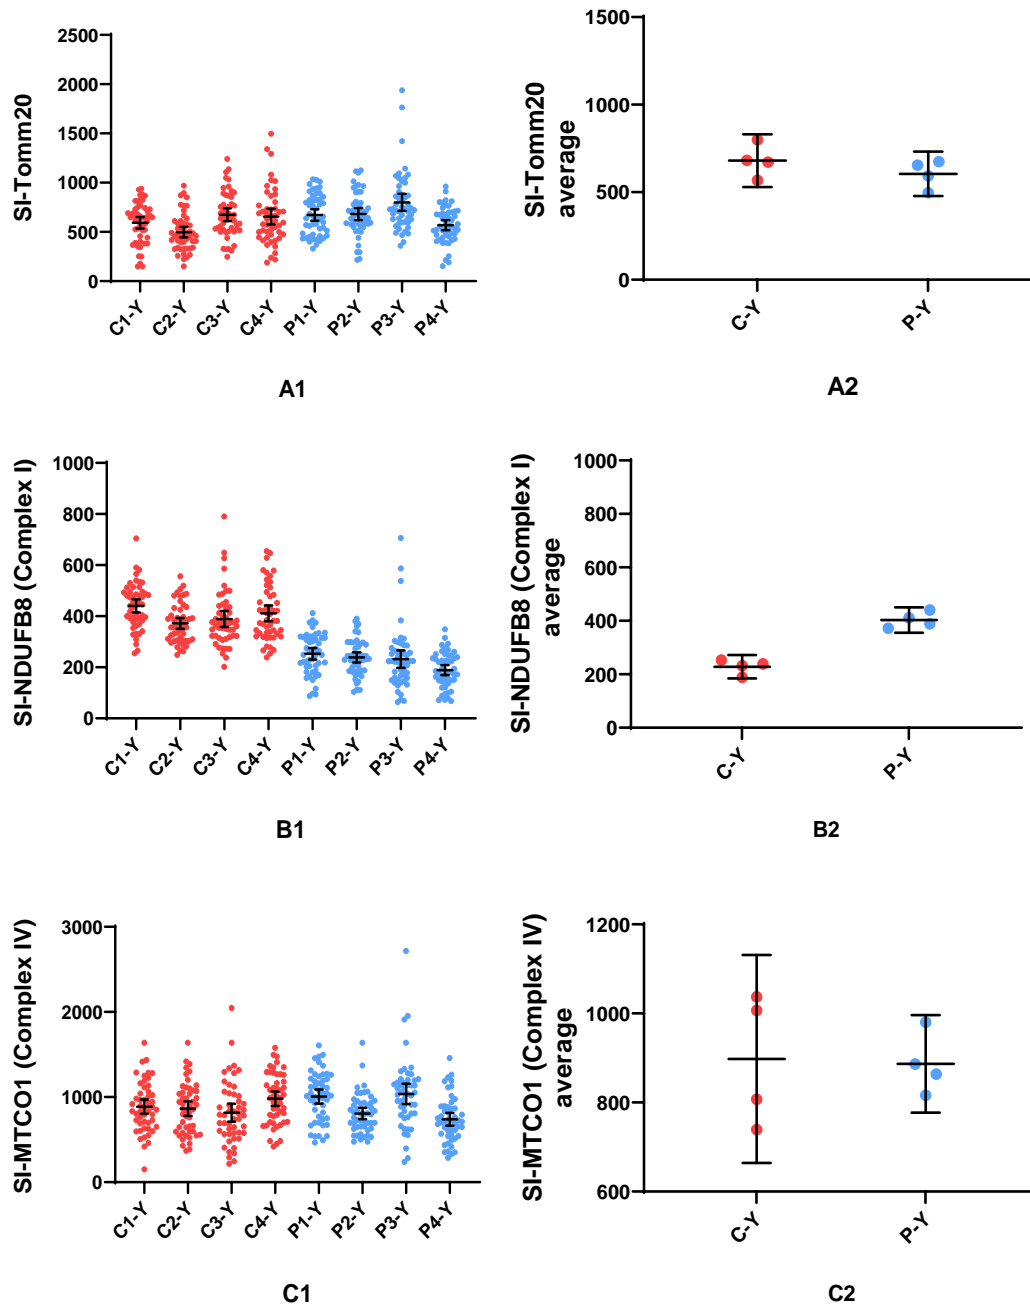 SI-Tomm20
2500
2000
1500
1000
500
0
C1-Y
C2-Y
C3-Y
C4-Y
P1-Y
P2-Y
P3-Y
P4-Y
A1
SI-Tomm20
average
1500
1000
500
0
C-Y
P-Y
A2
SI-NDUFB8 (Complex I)
1000
800
600
400
200
0
C1-Y
C2-Y
C3-Y
C4-Y
P1-Y
P2-Y
P3-Y
P4-Y
B1
SI-NDUFB8 (Complex I)
average
1000
800
600
400
200
0
C-Y
P-Y
B2
SI-MTCO1 (Complex IV)
3000
2000
1000
0
C1-Y
C2-Y
C3-Y
C4-Y
P1-Y
P2-Y
P3-Y
P4-Y
C1
SI-MTCO1 (Complex IV)
average
1200
1000
800
600
C-Y
P-Y
C2